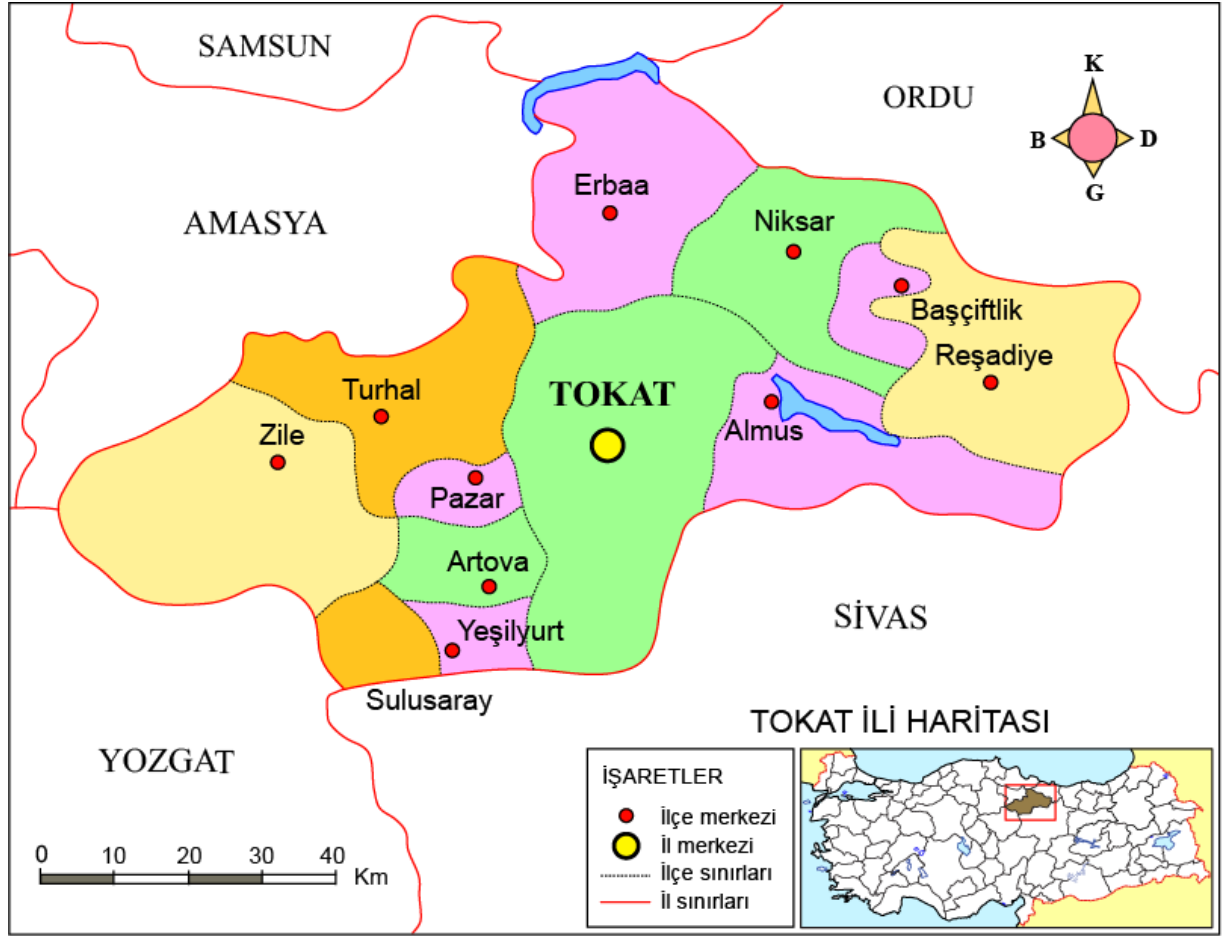 SAMSUN
ORDU
K
B
D
G
AMASYA
Erbaa
Niksar
Başçiftlik
Reşadiye
Turhal
TOKAT
Zile
Almus
Pazar
Artova
Yeşilyurt
SİVAS
Sulusaray
YOZGAT
TOKAT İLİ HARİTASI
İŞARETLER
İlçe merkezi
İl merkezi
İlçe sınırları
İl sınırları
0 10 20 30 40 Km